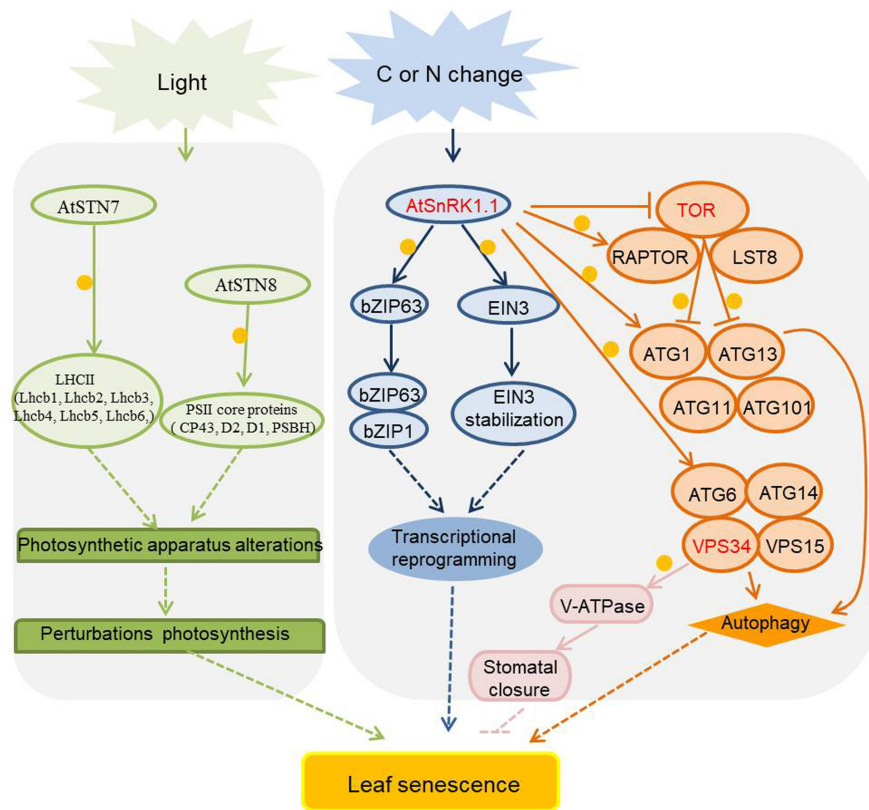 Light
C or N change
AtSTN7
AtSTN8
LHCII
(Lhcb1, Lhcb2, Lhcb3,
Lhcb4, Lhcb5, Lhcb6,)
PSII core proteins
( CP43, D2, D1, PSBH)
Photosynthetic apparatus alterations
Perturbations photosynthesis
AtSnRK1.1
bZIP63
EIN3
bZIP63
bZIP1
EIN3
stabilization
Transcriptional
reprogramming
TOR
RAPTOR
LST8
ATG1
ATG13
ATG11
ATG101
ATG6
ATG14
VPS34
VPS15
V-ATPase
Autophagy
Stomatal
closure
Leaf senescence